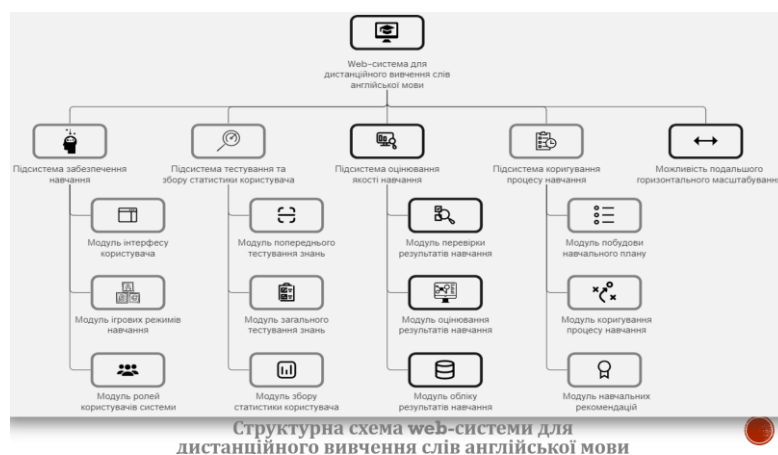 Web-система для
дистанційного вивчення слів
англійської мови
Підсистема забезпечення
навчання
Підсистема тестування та
збору статистики користувача
Підсистема оцінювання
якості навчання
Підсистема коригування
процесу навчання
Можливість подальшого
горизонтального масштабування
Модуль інтерфесу
користувача
Модуль попереднього
тестування знань
Модуль перевірки
результатів навчання
Модуль побудови
навчального плану
Модуль ігрових режимів
навчання
Модуль загального
тестування знань
Модуль оцінювання
результатів навчання
Модуль коригування
процесу навчання
Модуль ролей
користувачів системи
Модуль збору
статистики користувача
Модуль обліку
результатів навчання
Модуль навчальних
рекомендацій
Структурна схема web-системи для
дистанційного вивчення слів англійської мови